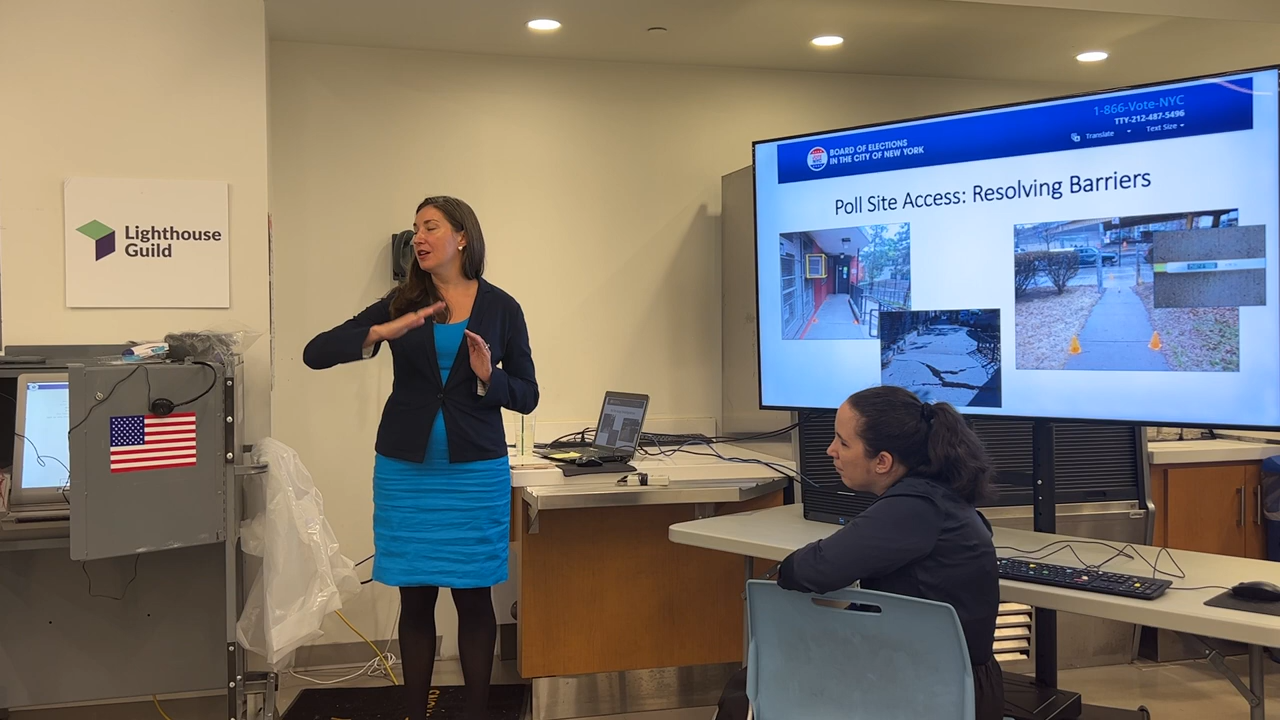 Lighthouse
Guild
1-866-Vote-NYC
TTY-212-487-5496
Translate
Text Size
BOARD OF ELECTIONS
IN THE CITY OF NEW YORK
Poll Site Access: Resolving Barriers